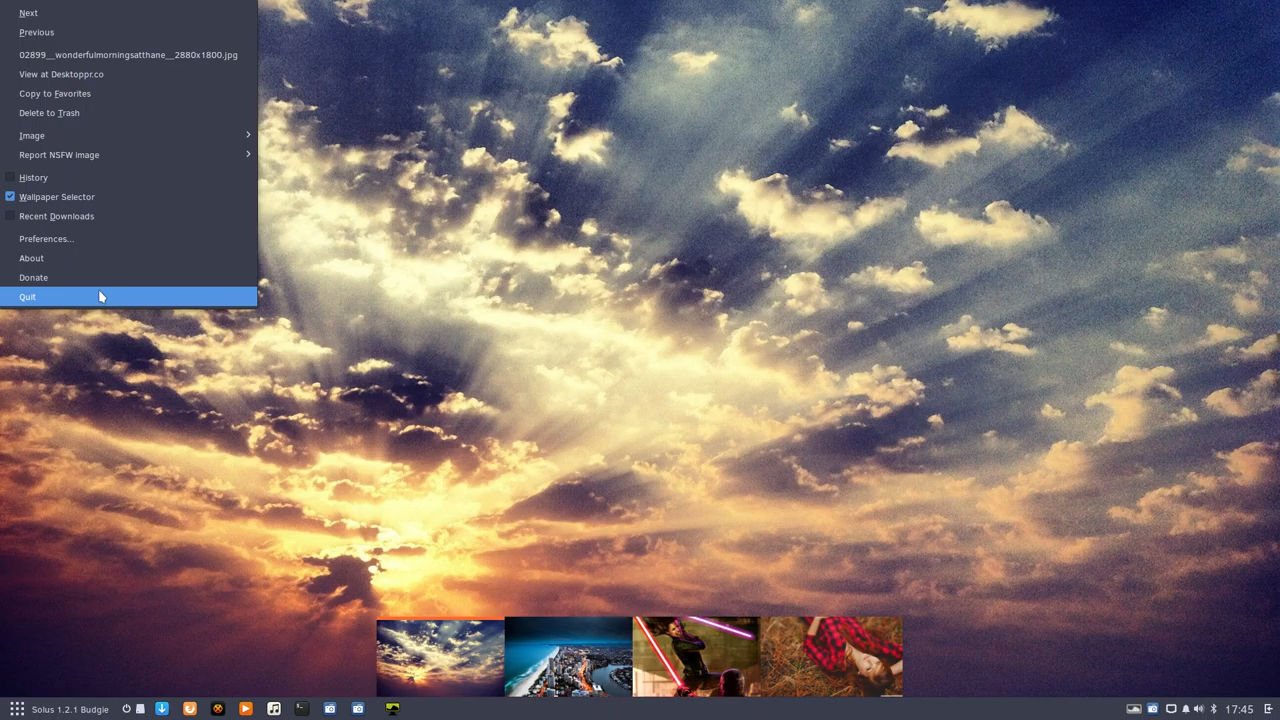 Next
Previous
02899__wonderfulmorningsatthane__2880x1800.jpg
View at Desktoppr.co
Copy to Favorites
Delete to Trash
Image
Report NSFW image
History
Wallpaper Selector
Recent Downloads
Preferences...
About
Donate
Quit
Solus 1.2.1 Budgie
17:45